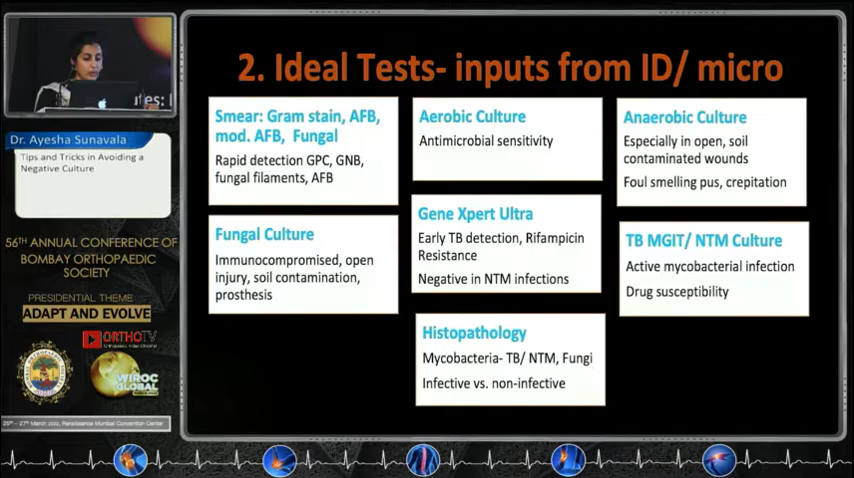 2. Ideal Tests- inputs from ID/ micro
Smear: Gram stain, AFB,
mod. AFB, Fungal
Rapid detection GPC, GNB,
fungal filaments, AFB
Aerobic Culture
Antimicrobial sensitivity
Anaerobic Culture
Especially in open, soil
contaminated wounds
Foul smelling pus, crepitation
Fungal Culture
Immunocompromised, open
injury, soil contamination,
prosthesis
Gene Xpert Ultra
Early TB detection, Rifampicin
Resistance
Negative in NTM infections
TB MGIT/ NTM Culture
Active mycobacterial infection
Drug susceptibility
Histopathology
Mycobacteria- TB/ NTM, Fungi
Infective vs. non-infective
Dr. Ayesha Sunavala
Tips and Tricks in Avoiding a
Negative Culture
56TH ANNUAL CONFERENCE OF
BOMBAY ORTHOPAEDIC
SOCIETY
PRESIDENTIAL THEME
ADAPT AND EVOLVE
ORTHOTV
WIROC
GLOBAL
25th - 27th March 2022, Renaissance Mumbai Convention Center